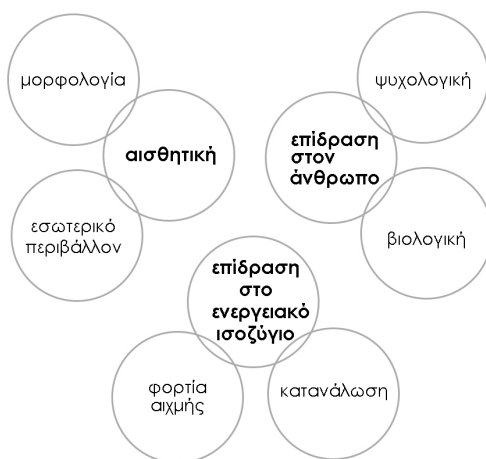 μορφολογία
αισθητική
εσωτερικό
περιβάλλον
ψυχολογική
επίδραση
στον
άνθρωπο
βιολογική
επίδραση
στο
ενεργειακό
ισοζύγιο
φορτία
αιχμής
κατανάλωση